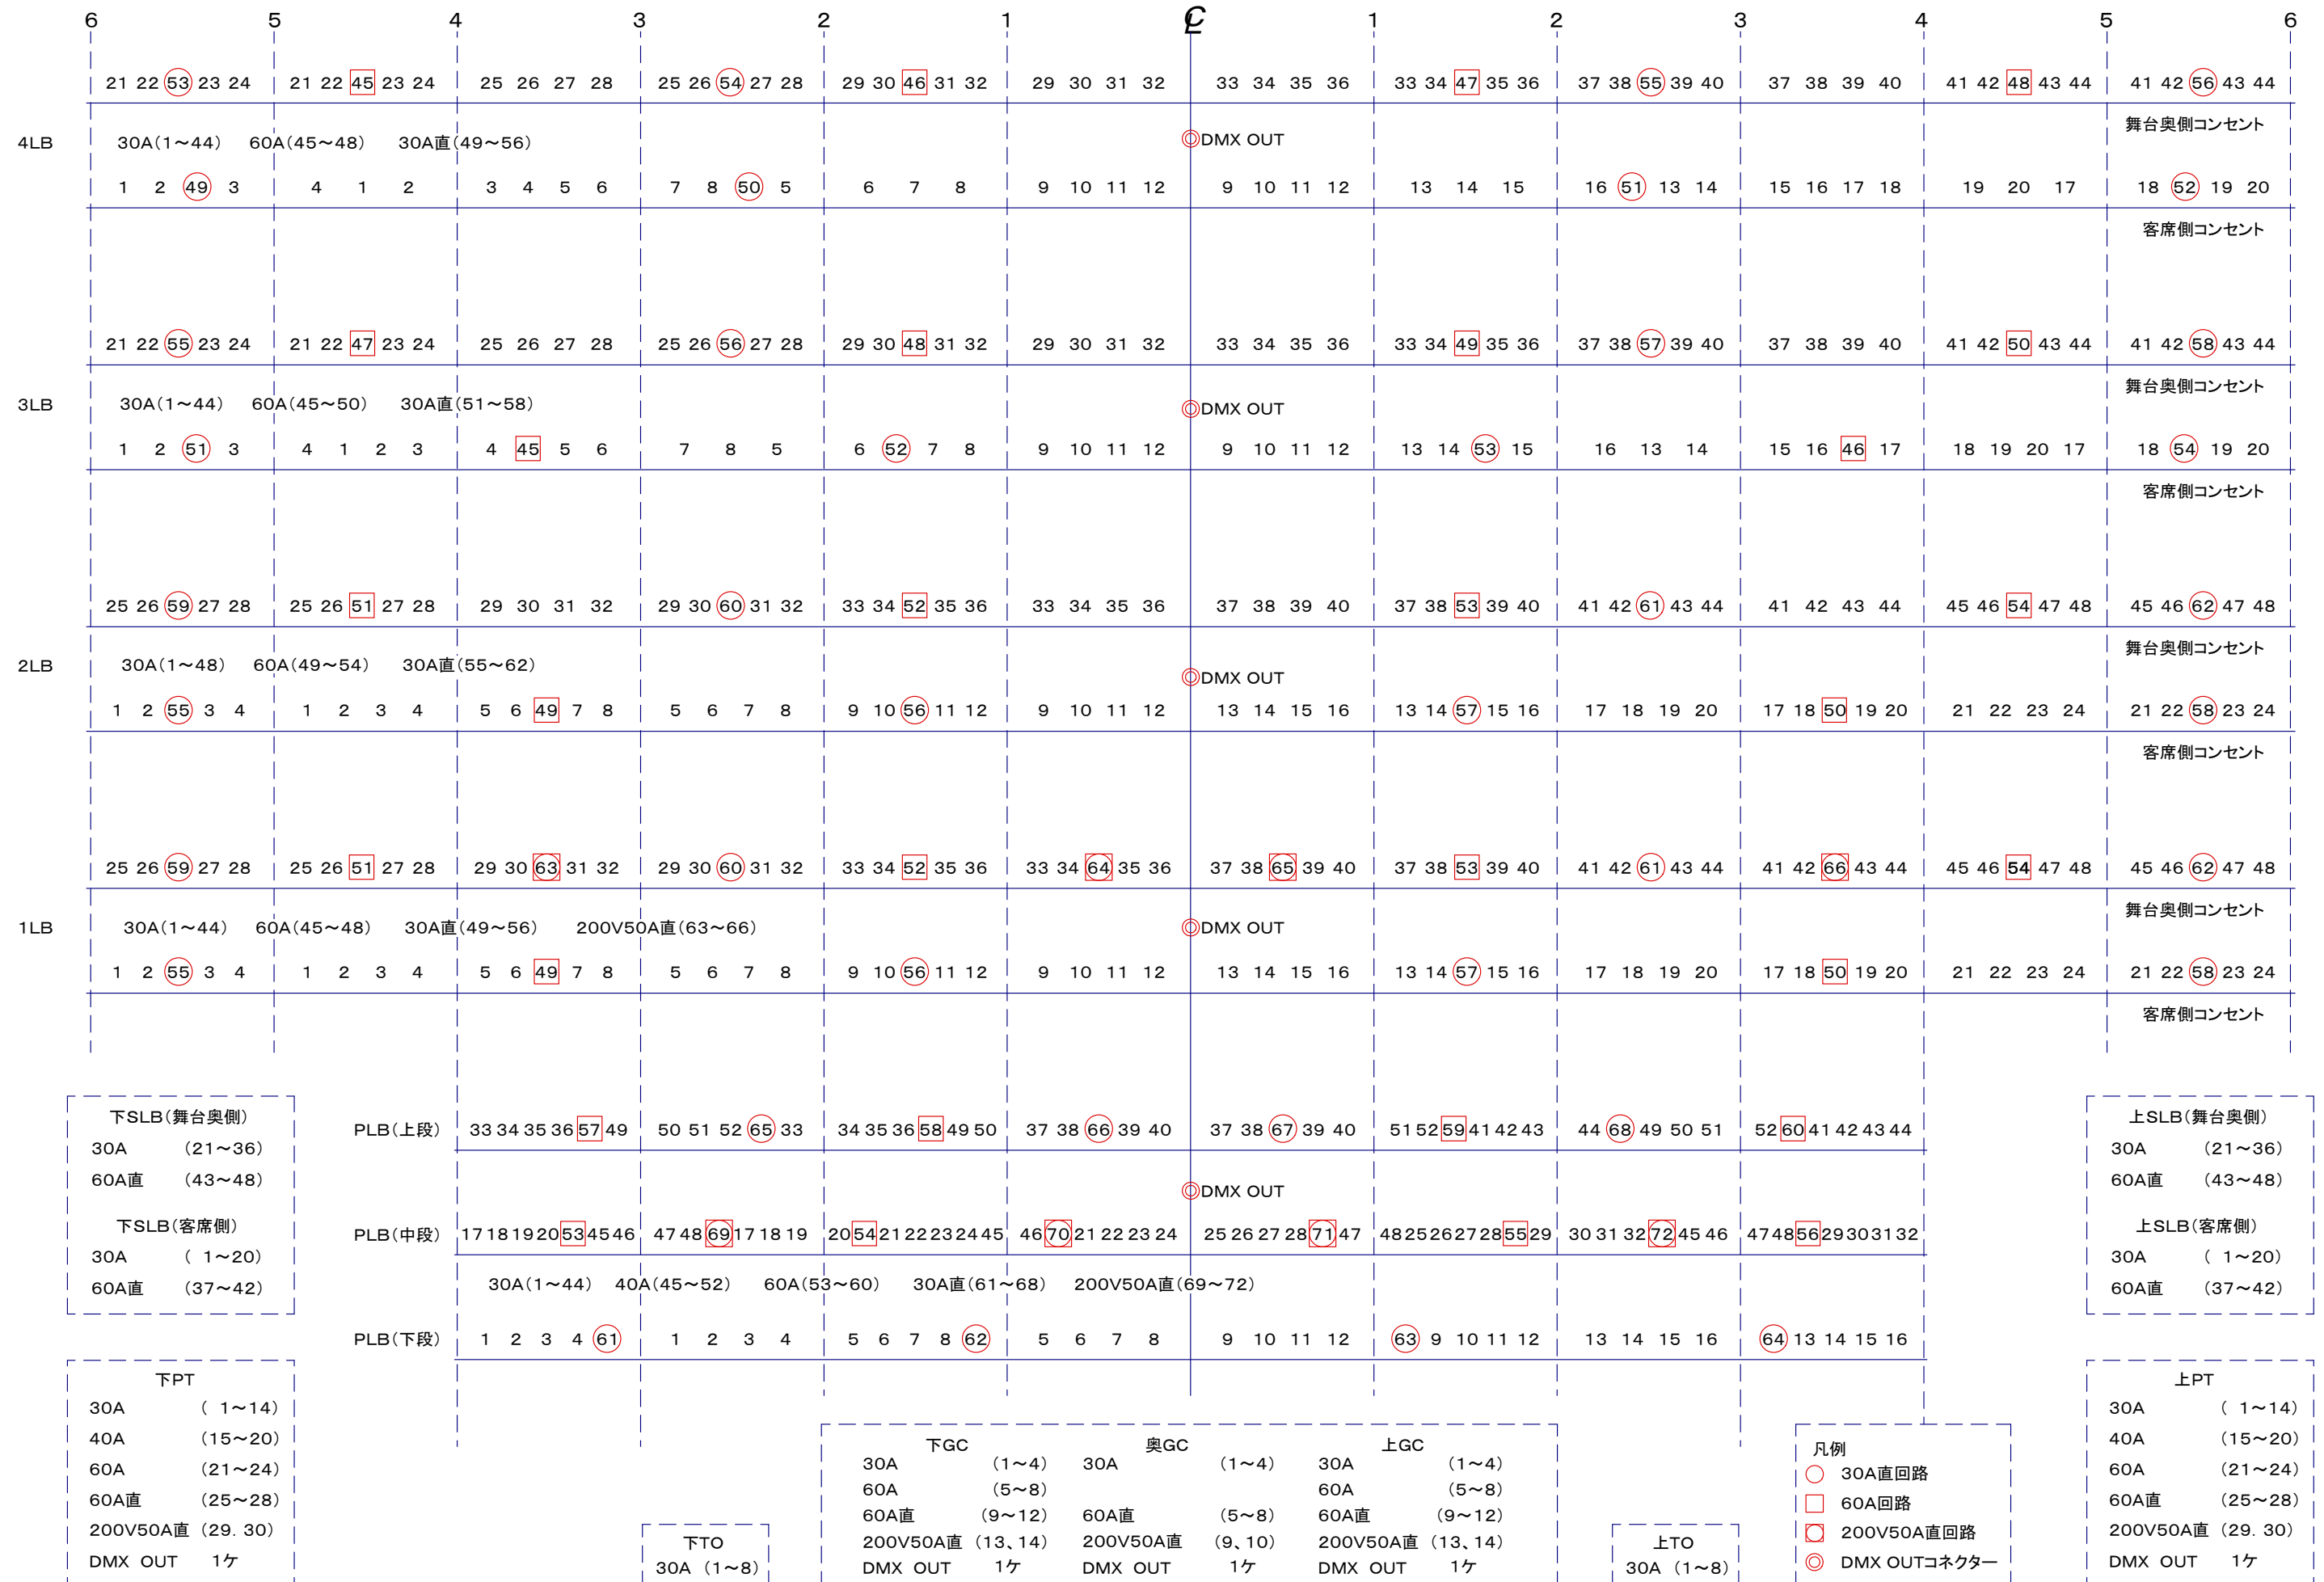 6 5 4 3 2 1 ℄ 1 2 3 4 5 6
21 22 53 23 24 21 22 45 23 24 25 26 27 28 25 26 54 27 28 29 30 46 31 32 29 30 31 32 33 34 35 36 33 34 47 35 36 37 38 55 39 40 37 38 39 40 41 42 48 43 44 41 42 56 43 44
舞台奥側コンセント
4LB 30A(1～44) 60A(45～48) 30A直(49～56) DMX OUT
1 2 49 3 4 1 2 3 4 5 6 7 8 50 5 6 7 8 9 10 11 12 9 10 11 12 13 14 15 16 51 13 14 15 16 17 18 19 20 17 18 52 19 20
客席側コンセント
21 22 55 23 24 21 22 47 23 24 25 26 27 28 25 26 56 27 28 29 30 48 31 32 29 30 31 32 33 34 35 36 33 34 49 35 36 37 38 57 39 40 37 38 39 40 41 42 50 43 44 41 42 58 43 44
舞台奥側コンセント
3LB 30A(1～44) 60A(45～50) 30A直(51～58) DMX OUT
1 2 51 3 4 1 2 3 4 45 5 6 7 8 5 6 52 7 8 9 10 11 12 9 10 11 12 13 14 53 15 16 13 14 15 16 46 17 18 19 20 17 18 54 19 20
客席側コンセント
25 26 59 27 28 25 26 51 27 28 29 30 31 32 29 30 60 31 32 33 34 52 35 36 33 34 35 36 37 38 39 40 37 38 53 39 40 41 42 61 43 44 41 42 43 44 45 46 54 47 48 45 46 62 47 48
舞台奥側コンセント
2LB 30A(1～48) 60A(49～54) 30A直(55～62) DMX OUT
1 2 55 3 4 1 2 3 4 5 6 49 7 8 5 6 7 8 9 10 56 11 12 9 10 11 12 13 14 15 16 13 14 57 15 16 17 18 19 20 17 18 50 19 20 21 22 23 24 21 22 58 23 24
客席側コンセント
25 26 59 27 28 25 26 51 27 28 29 30 63 31 32 29 30 60 31 32 33 34 52 35 36 33 34 64 35 36 37 38 65 39 40 37 38 53 39 40 41 42 61 43 44 41 42 66 43 44 45 46 54 47 48 45 46 62 47 48
舞台奥側コンセント
1LB 30A(1～44) 60A(45～48) 30A直(49～56) 200V50A直(63～66) DMX OUT
1 2 55 3 4 1 2 3 4 5 6 49 7 8 5 6 7 8 9 10 56 11 12 9 10 11 12 13 14 15 16 13 14 57 15 16 17 18 19 20 17 18 50 19 20 21 22 23 24 21 22 58 23 24
客席側コンセント
下SLB(舞台奥側)
30A (21～36)
60A直 (43～48)
下SLB(客席側)
30A ( 1～20)
60A直 (37～42)
PLB(上段) 33 34 35 36 57 49 50 51 52 65 33 34 35 36 58 49 50 37 38 66 39 40 37 38 67 39 40 51 52 59 41 42 43 44 68 49 50 51 52 60 41 42 43 44
DMX OUT
PLB(中段) 17 18 19 20 53 45 46 47 48 69 17 18 19 20 54 21 22 23 24 45 46 70 21 22 23 24 25 26 27 28 71 47 48 25 26 27 28 55 29 30 31 32 72 45 46 47 48 56 29 30 31 32
30A(1～44) 40A(45～52) 60A(53～60) 30A直(61～68) 200V50A直(69～72)
PLB(下段) 1 2 3 4 61 1 2 3 4 5 6 7 8 62 5 6 7 8 9 10 11 12 63 9 10 11 12 13 14 15 16 64 13 14 15 16
上SLB(舞台奥側)
30A (21～36)
60A直 (43～48)
上SLB(客席側)
30A ( 1～20)
60A直 (37～42)
下PT
30A ( 1～14)
40A (15～20)
60A (21～24)
60A直 (25～28)
200V50A直 (29. 30)
DMX OUT 1ケ
下TO
30A (1～8)
下GC
30A (1～4)
60A (5～8)
60A直 (9～12)
200V50A直 (13、14)
DMX OUT 1ケ
奥GC
30A (1～4)
60A直 (5～8)
200V50A直 (9、10)
DMX OUT 1ケ
上GC
30A (1～4)
60A (5～8)
60A直 (9～12)
200V50A直 (13、14)
DMX OUT 1ケ
上TO
30A (1～8)
凡例
30A直回路
60A回路
200V50A直回路
DMX OUTコネクター
上PT
30A ( 1～14)
40A (15～20)
60A (21～24)
60A直 (25～28)
200V50A直 (29. 30)
DMX OUT 1ケ